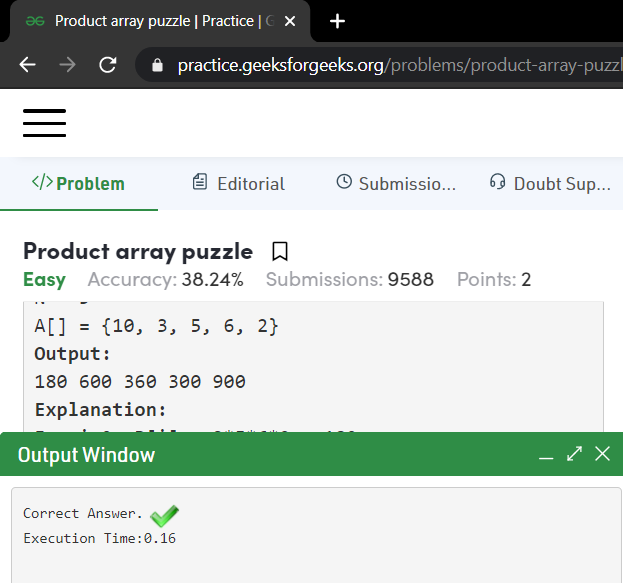 Product array puzzle | Practice | G
practice.geeksforgeeks.org/problems/product-array-puzzl
</>Problem Editorial Submissio... Doubt Sup...
Product array puzzle
Easy Accuracy: 38.24% Submissions: 9588 Points: 2
A[] = {10, 3, 5, 6, 2}
Output:
180 600 360 300 900
Explanation:
Output Window
Correct Answer.
Execution Time:0.16